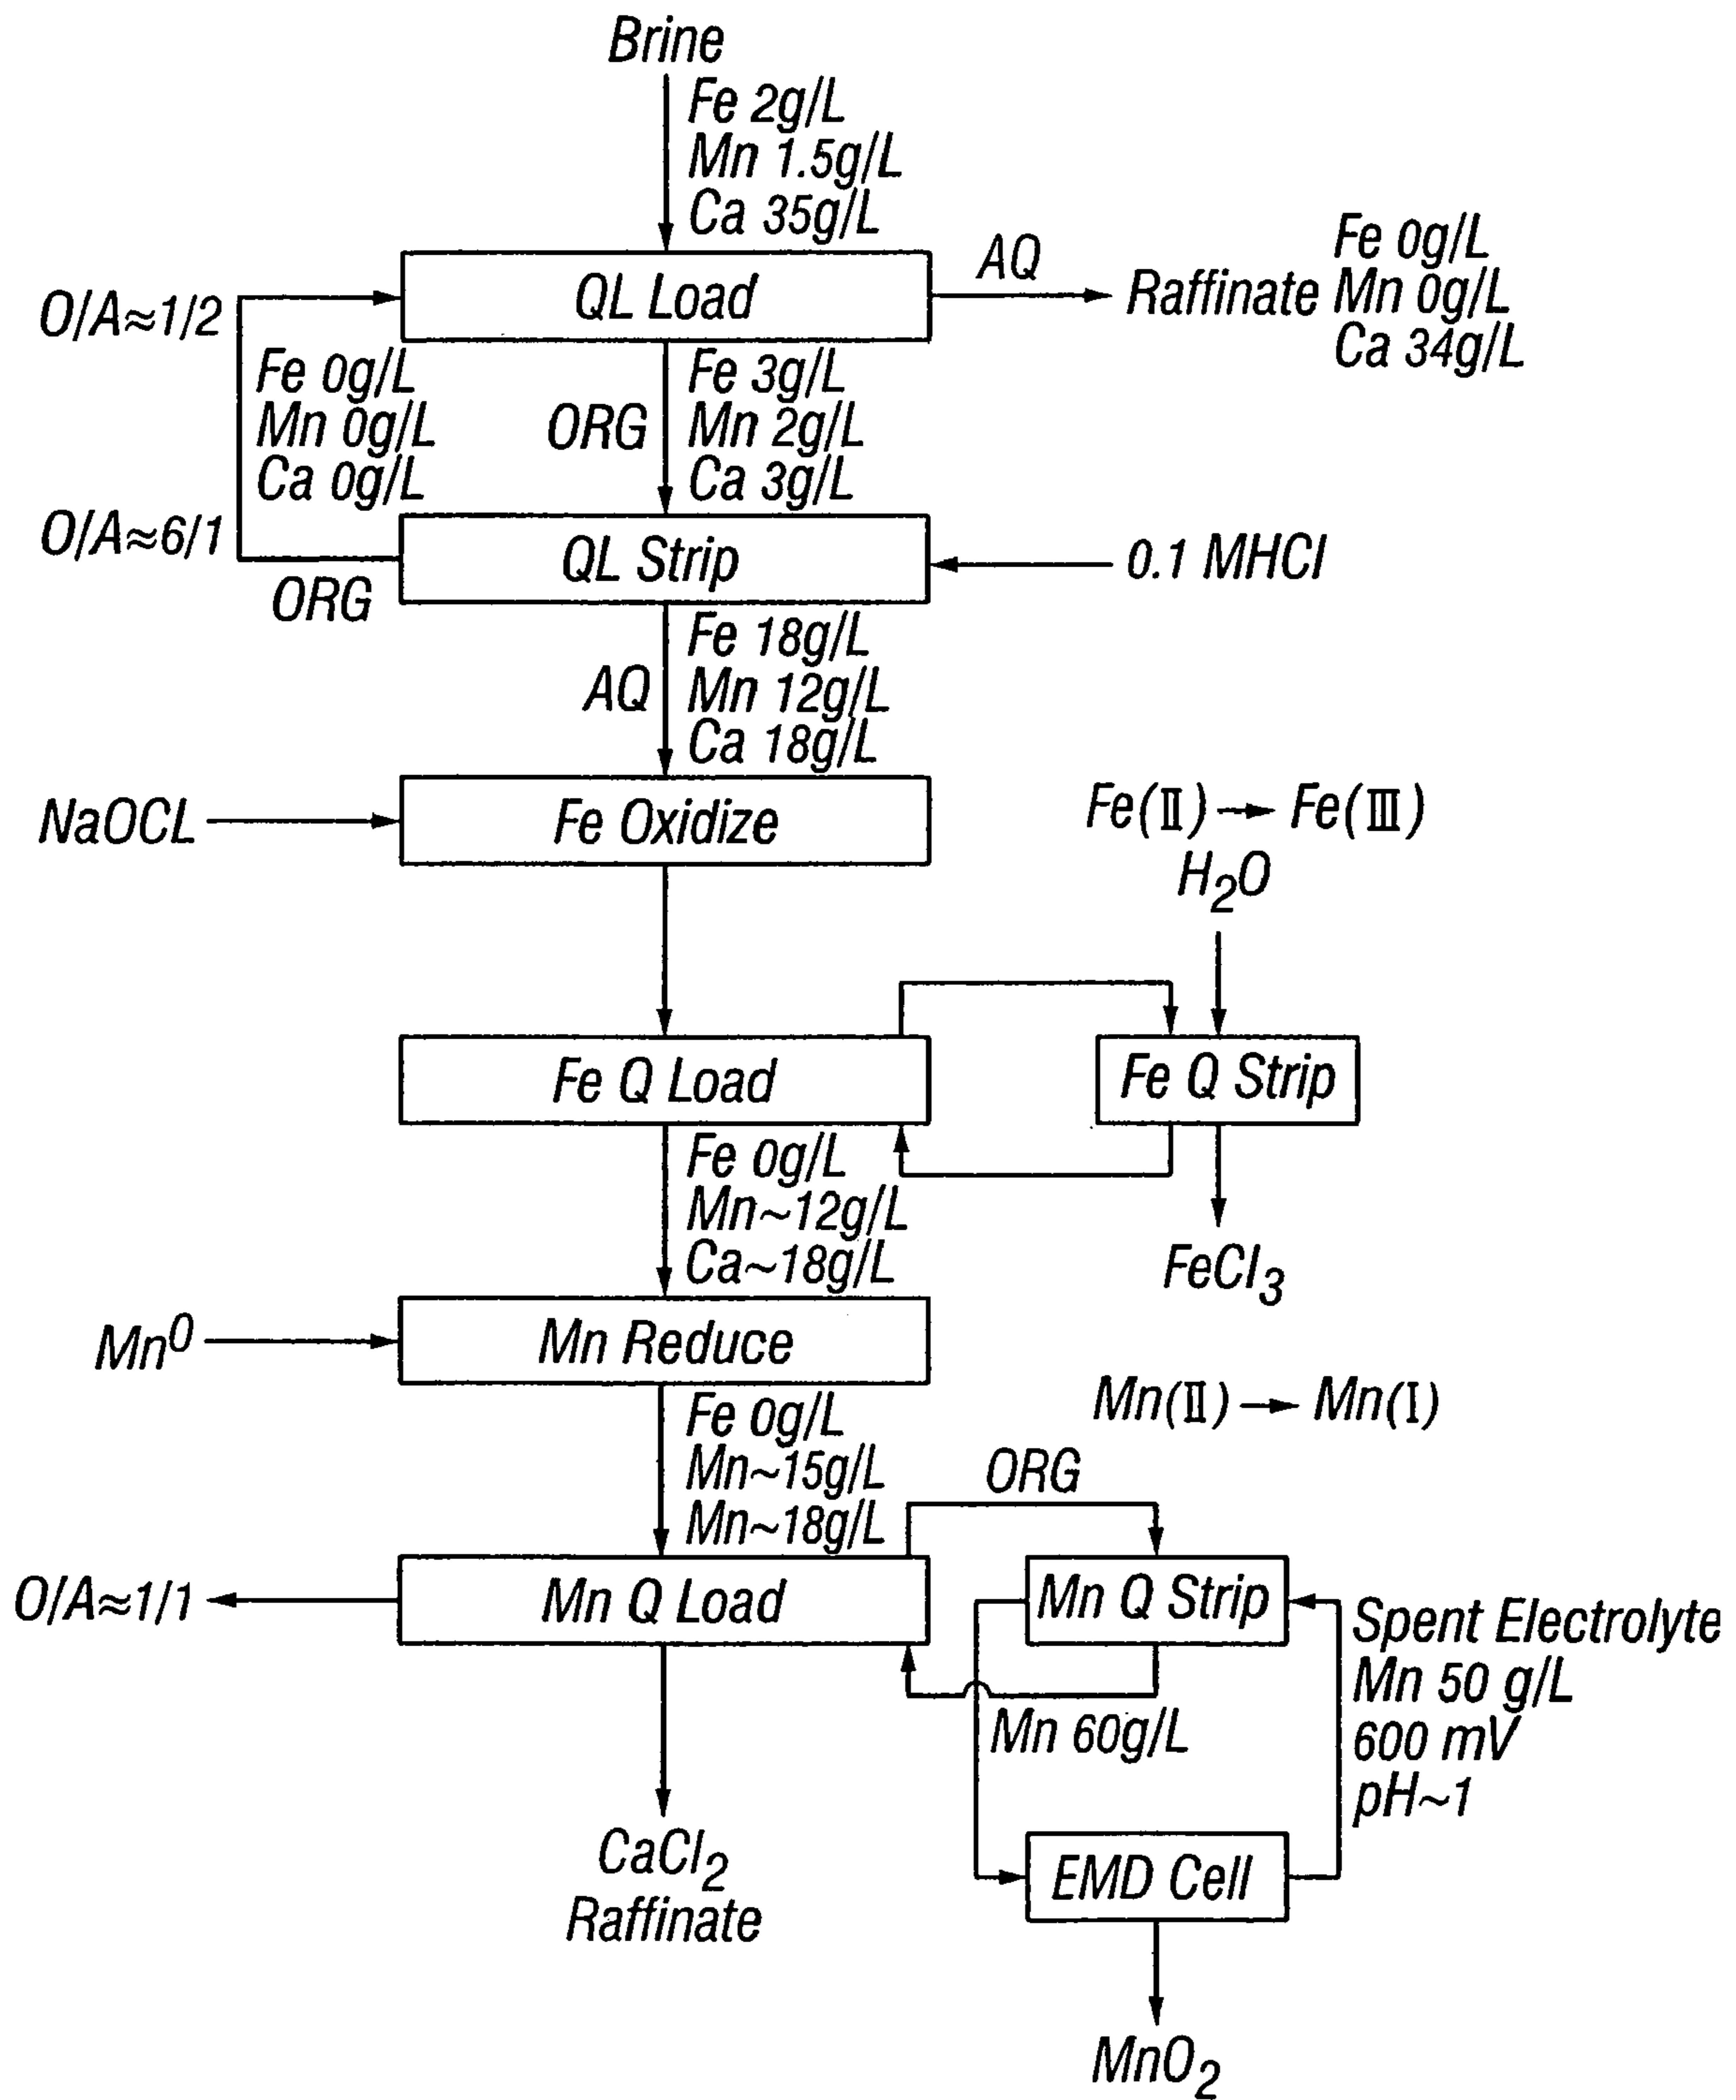 Brine
Fe 2g/L
Mn 1.5g/L
Ca 35g/L
QL Load
AQ
Raffinate
Fe 0g/L
Mn 0g/L
Ca 34g/L
O/A≈1/2
Fe 0g/L
Mn 0g/L
Ca 0g/L
ORG
Fe 3g/L
Mn 2g/L
Ca 3g/L
O/A≈6/1
ORG
QL Strip
0.1 MHCl
AQ
Fe 18g/L
Mn 12g/L
Ca 18g/L
NaOCL
Fe Oxidize
Fe(II) → Fe(III)
H2O
Fe Q Load
Fe Q Strip
Fe 0g/L
Mn~12g/L
Ca~18g/L
FeCl3
Mn0
Mn Reduce
Mn(II) → Mn(I)
Fe 0g/L
Mn~15g/L
Mn~18g/L
ORG
O/A≈1/1
Mn Q Load
Mn Q Strip
Spent Electrolyte
Mn 50 g/L
600 mV
pH~1
Mn 60g/L
CaCl2
Raffinate
EMD Cell
MnO2